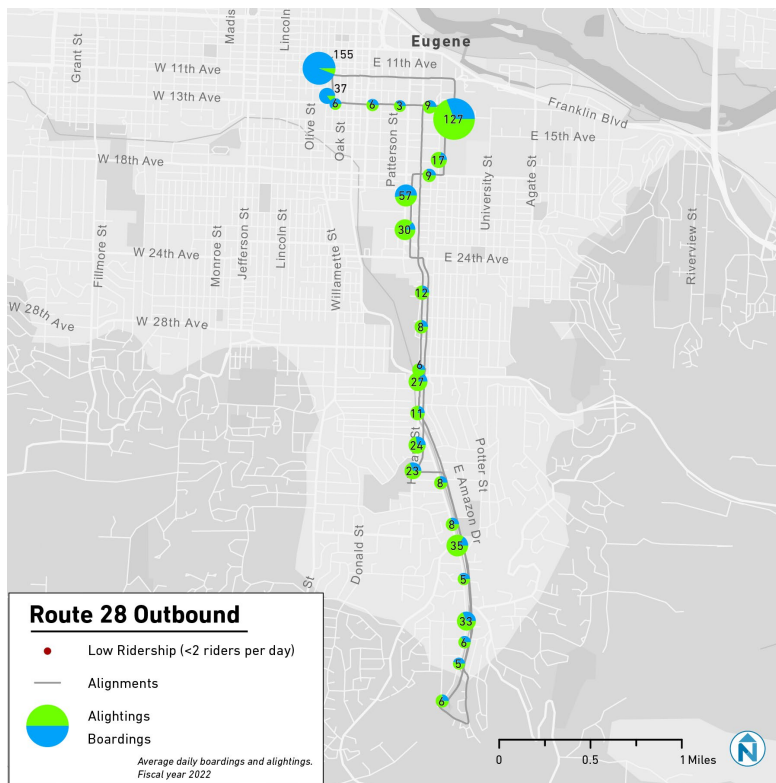 Grant St
Madis
Lincoln
Eugene
155
W 11th Ave
E 11th Ave
37
W 13th Ave
6
6
3
9
127
Franklin Blvd
Olive St
Oak St
Patterson St
E 15th Ave
W 18th Ave
17
9
University St
Agate St
57
30
Fillmore St
Monroe St
Jefferson St
Lincoln St
Willamette St
W 24th Ave
E 24th Ave
Riverview St
12
W 28th Ave
W 28th Ave
8
6
27
11
24
St
23
8
Potter St
E Amazon Dr
8
35
Donald St
5
St
33
6
5
6
Route 28 Outbound
Low Ridership (<2 riders per day)
Alignments
Alightings
Boardings
Average daily boardings and alightings.
Fiscal year 2022
0 0.5 1 Miles
N